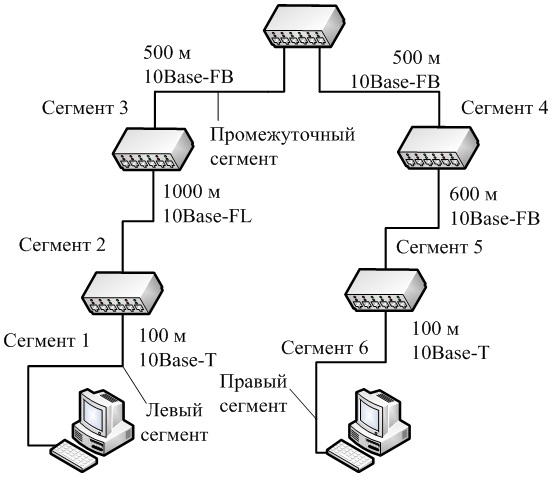 500 м
10Base-FB
500 м
10Base-FB
Сегмент 3
Сегмент 4
Промежуточный
сегмент
1000 м
10Base-FL
600 м
10Base-FB
Сегмент 2
Сегмент 5
Сегмент 1
100 м
10Base-T
Сегмент 6
100 м
10Base-T
Левый
сегмент
Правый
сегмент